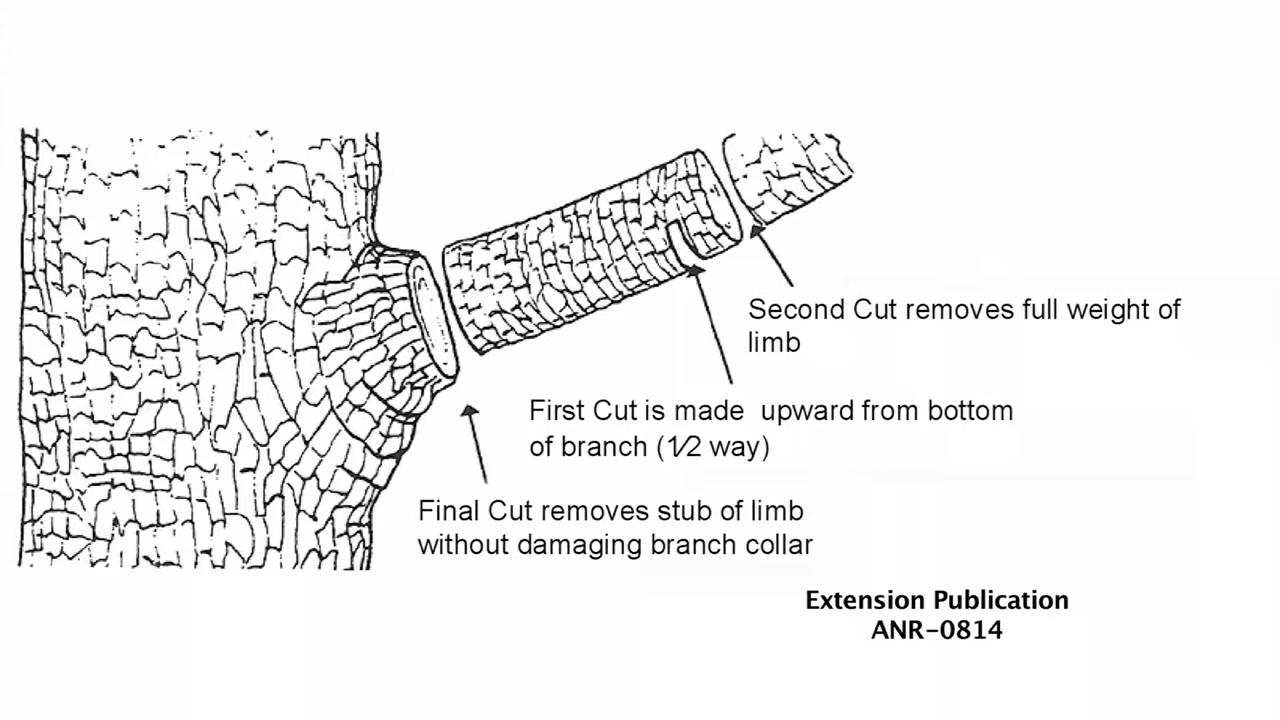 Second Cut removes full weight of
limb
First Cut is made  upward from bottom
of branch (1⁄2 way)
Final Cut removes stub of limb
without damaging branch collar
Extension Publication
ANR-0814